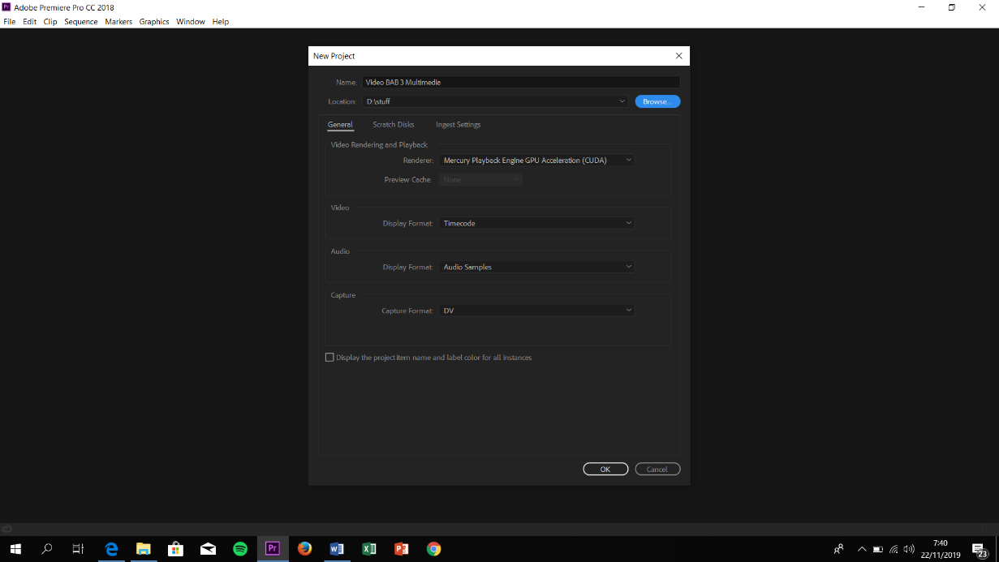 Pr Adobe Premiere Pro CC 2018
File Edit Clip Sequence Markers Graphics Window Help
New Project
Name: Video BAB 3 Multimedia
Location: D:\stuff Browse...
General Scratch Disks Ingest Settings
Video Rendering and Playback
Renderer: Mercury Playback Engine GPU Acceleration (CUDA)
Preview Cache: None
Video
Display Format: Timecode
Audio
Display Format: Audio Samples
Capture
Capture Format: DV
Display the project item name and label color for all instances
OK Cancel
Pr
7:40
22/11/2019
23